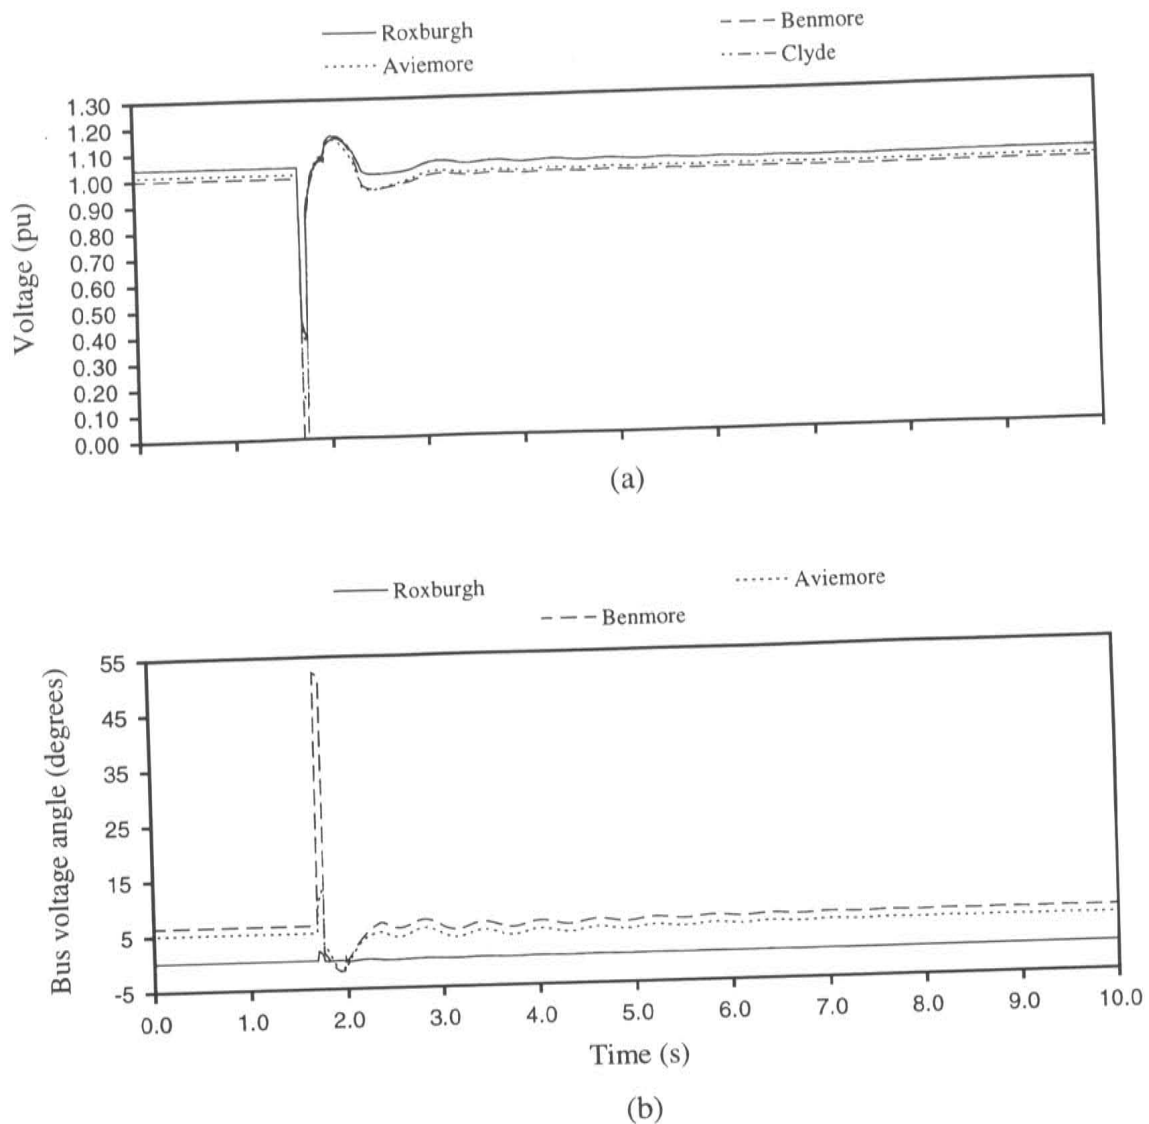 Roxburgh
Benmore
Aviemore
Clyde
Voltage (pu)
1.30
1.20
1.10
1.00
0.90
0.80
0.70
0.60
0.50
0.40
0.30
0.20
0.10
0.00
(a)
Roxburgh
Aviemore
Benmore
Bus voltage angle (degrees)
55
45
35
25
15
5
-5
0.0 1.0 2.0 3.0 4.0 5.0 6.0 7.0 8.0 9.0 10.0
Time (s)
(b)